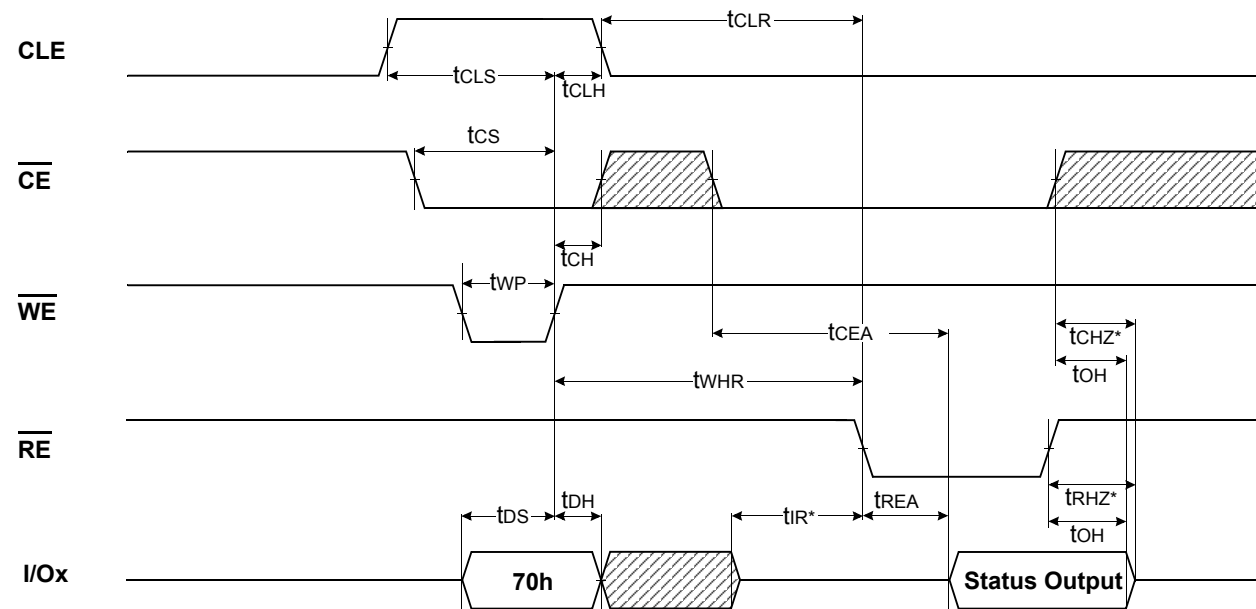 tCLR
CLE
tCLS
tCLH
tCS
CE
tCH
tWP
WE
tCEA
tCHZ*
tOH
tWHR
RE
tDS
tDH
tIR*
tREA
tRHZ*
tOH
I/Ox
70h
Status Output